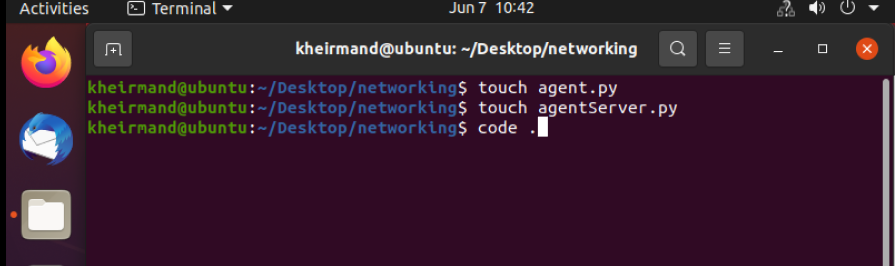 Activities Terminal Jun 7 10:42
kheirmand@ubuntu: ~/Desktop/networking
kheirmand@ubuntu:~/Desktop/networking$ touch agent.py
kheirmand@ubuntu:~/Desktop/networking$ touch agentServer.py
kheirmand@ubuntu:~/Desktop/networking$ code .